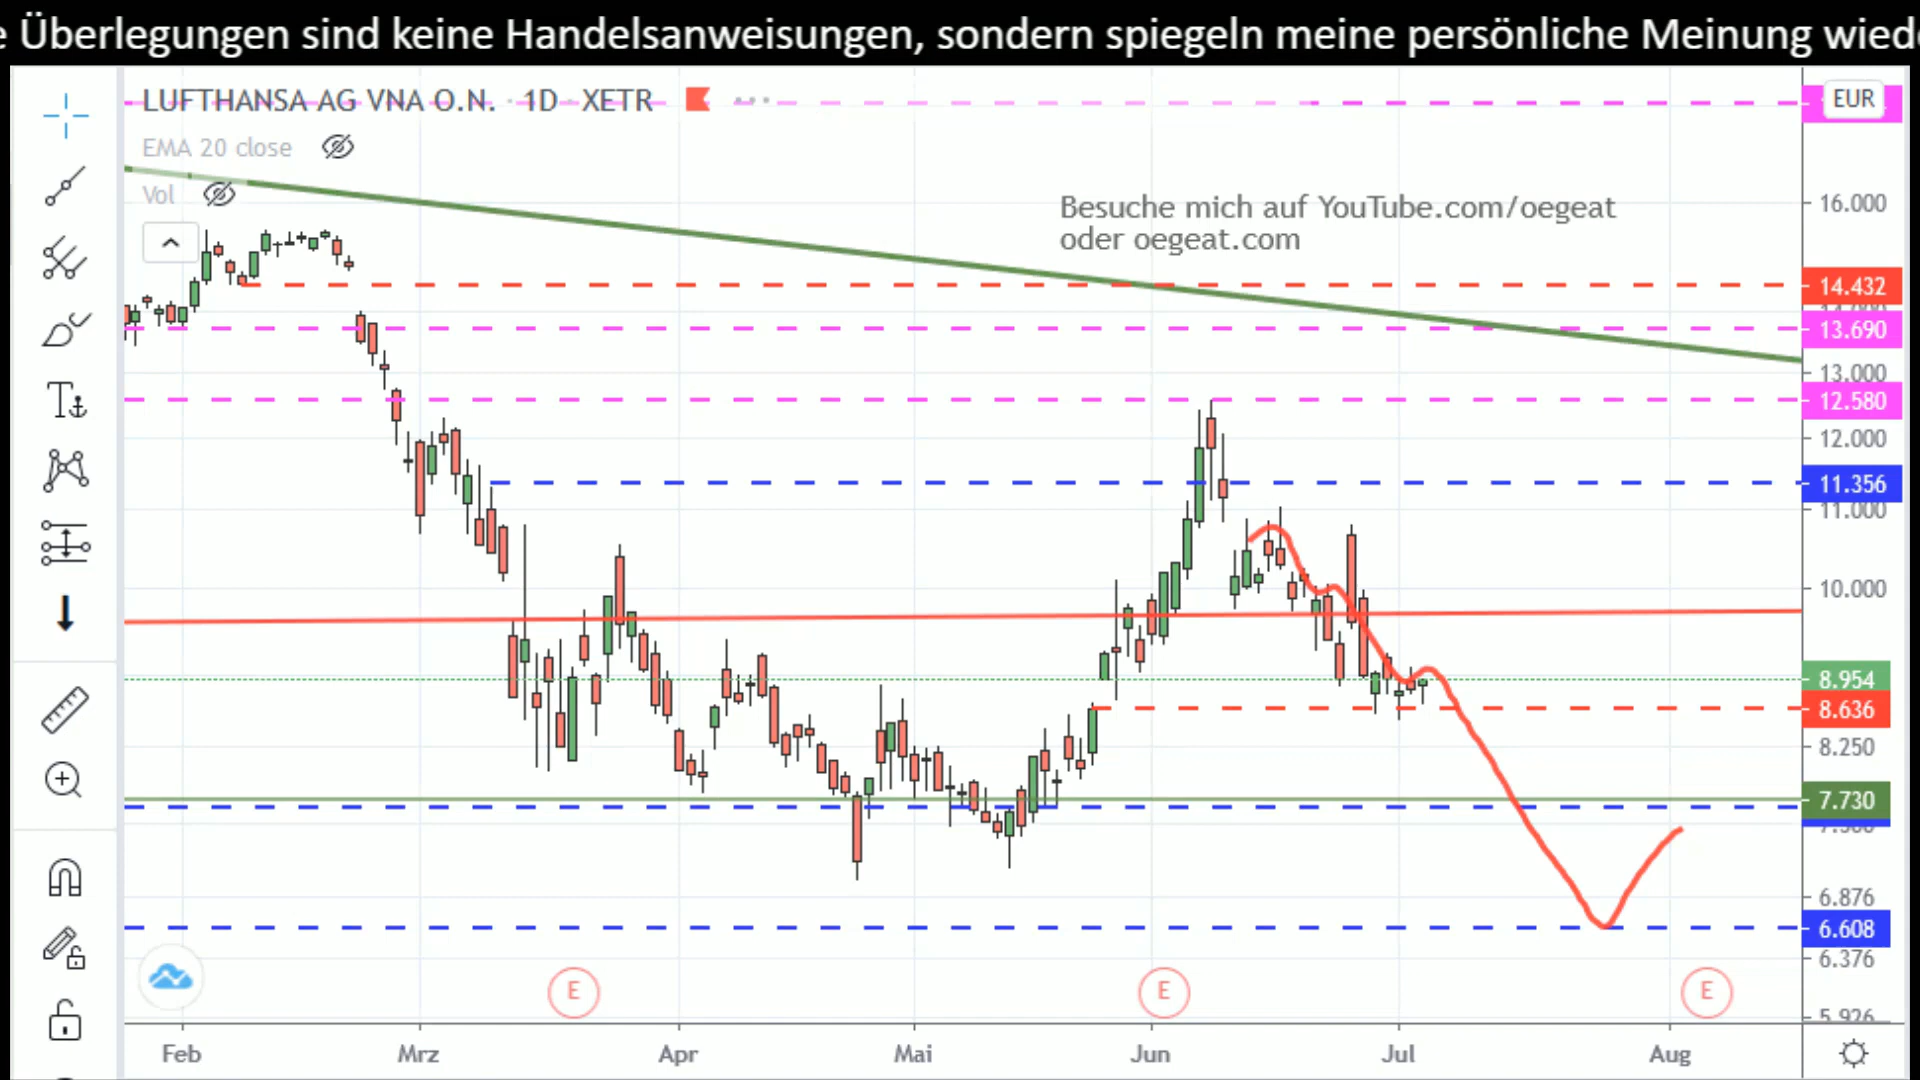 e Überlegungen sind keine Handelsanweisungen, sondern spiegeln meine persönliche Meinung wied
LUFTHANSA AG VNA O.N. · 1D · XETR
EUR
EMA 20 close
Vol
Besuche mich auf YouTube.com/oegeat
oder oegeat.com
16.000
14.432
13.690
13.000
12.580
12.000
11.356
11.000
10.000
8.954
8.636
8.250
7.730
6.876
6.608
6.376
5.926
E E E
Feb Mrz Apr Mai Jun Jul Aug